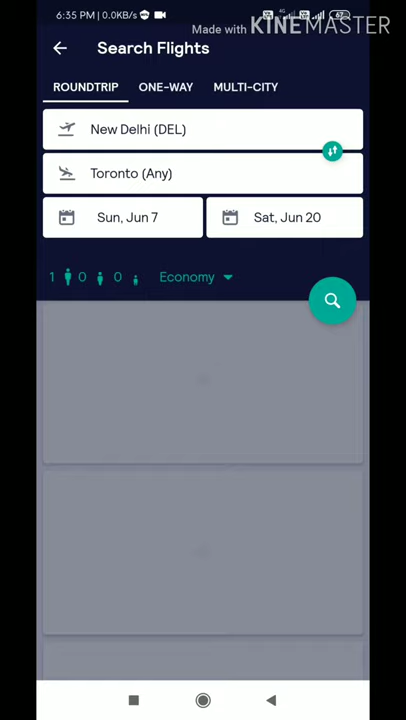 6:35 PM | 0.0KB/s
Made with KINEMASTER
Search Flights
ROUNDTRIP ONE-WAY MULTI-CITY
New Delhi (DEL)
Toronto (Any)
Sun, Jun 7 Sat, Jun 20
1 0 0 Economy